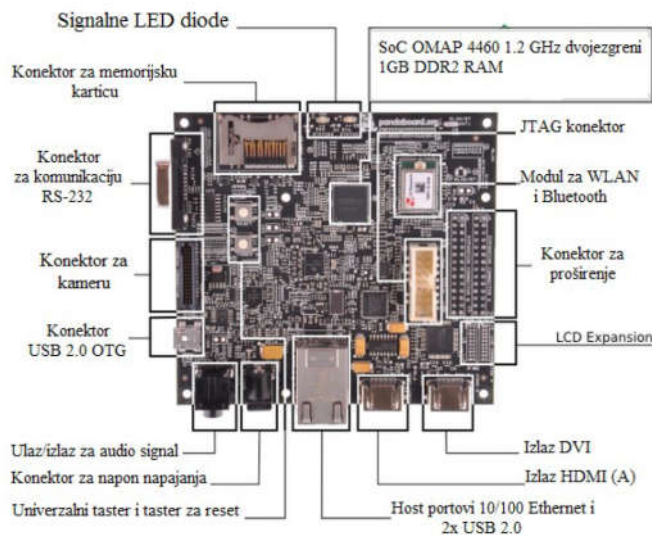 Signalne LED diode
SoC OMAP 4460 1.2 GHz dvojezgreni
1GB DDR2 RAM
Konektor za memorijsku
karticu
pandaboard.org
JTAG konektor
Konektor
za komunikaciju
RS-232
Modul za WLAN
i Bluetooth
Konektor za
kameru
Konektor za
proširenje
Konektor
USB 2.0 OTG
LCD Expansion
Ulaz/izlaz za audio signal
Izlaz DVI
Konektor za napon napajanja
Izlaz HDMI (A)
Univerzalni taster i taster za reset
Host portovi 10/100 Ethernet i
2x USB 2.0